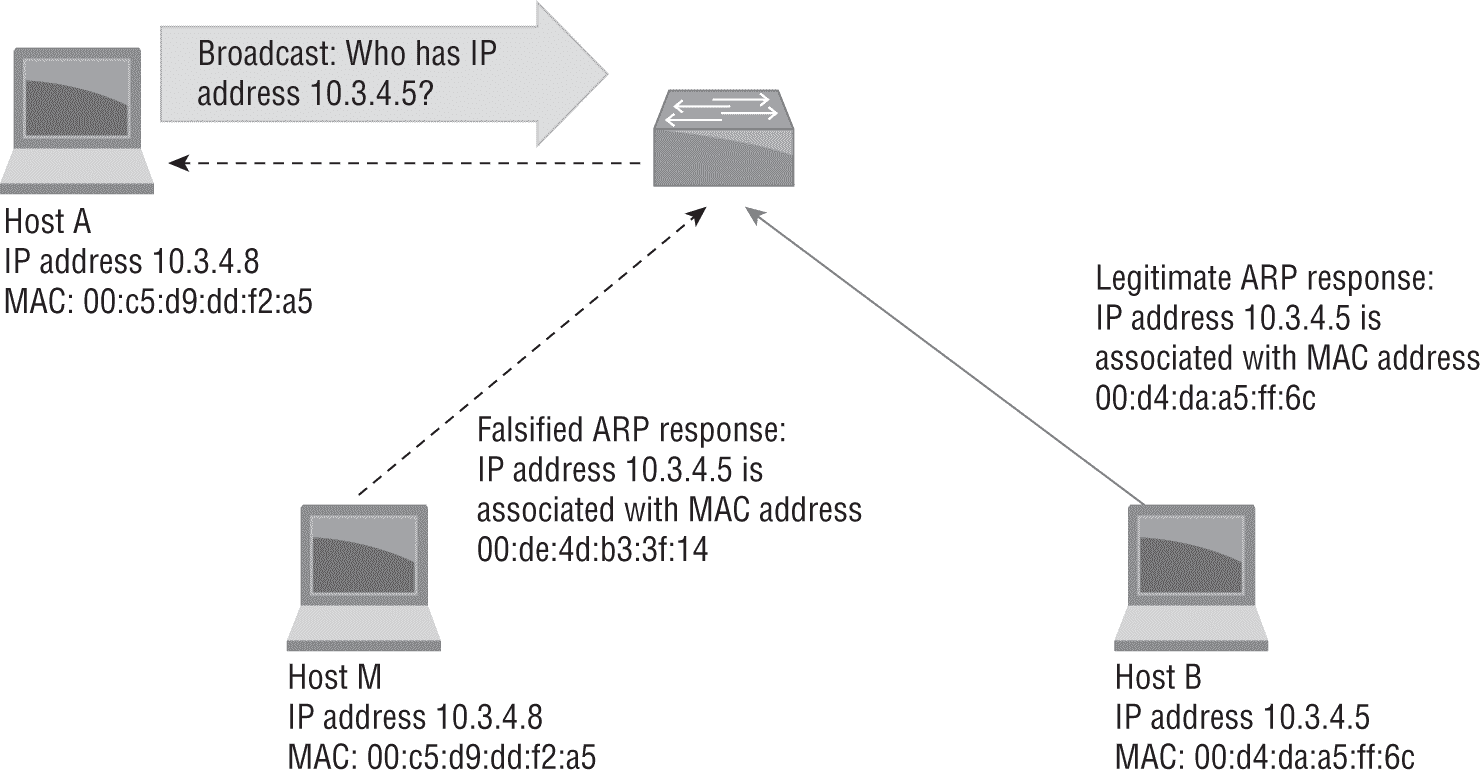 Broadcast: Who has IP
address 10.3.4.5?
Host A
IP address 10.3.4.8
MAC: 00:c5:d9:dd:f2:a5
Legitimate ARP response:
IP address 10.3.4.5 is
associated with MAC address
00:d4:da:a5:ff:6c
Falsified ARP response:
IP address 10.3.4.5 is
associated with MAC address
00:de:4d:b3:3f:14
Host M
IP address 10.3.4.8
MAC: 00:c5:d9:dd:f2:a5
Host B
IP address 10.3.4.5
MAC: 00:d4:da:a5:ff:6c